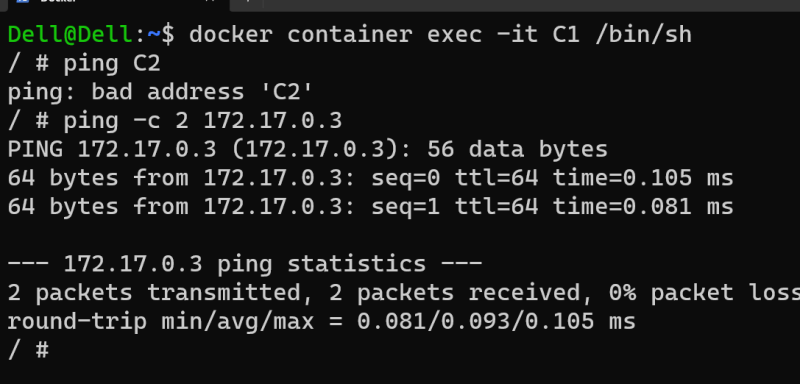 Dell@Dell:~$ docker container exec -it C1 /bin/sh
/ # ping C2
ping: bad address 'C2'
/ # ping -c 2 172.17.0.3
PING 172.17.0.3 (172.17.0.3): 56 data bytes
64 bytes from 172.17.0.3: seq=0 ttl=64 time=0.105 ms
64 bytes from 172.17.0.3: seq=1 ttl=64 time=0.081 ms
--- 172.17.0.3 ping statistics ---
2 packets transmitted, 2 packets received, 0% packet loss
round-trip min/avg/max = 0.081/0.093/0.105 ms
/ #